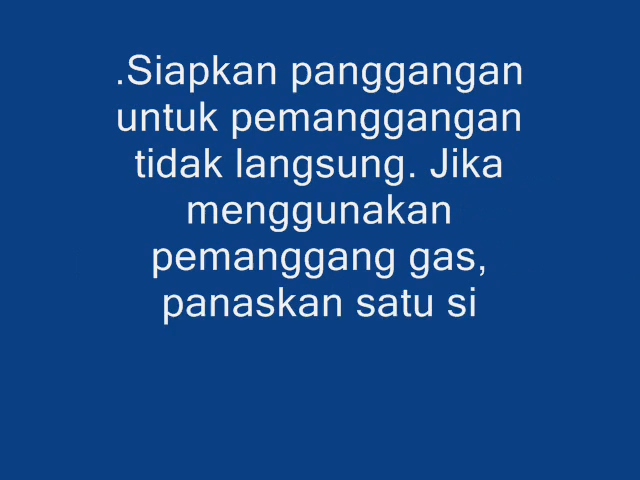 .Siapkan panggangan
untuk pemanggangan
tidak langsung. Jika
menggunakan
pemanggang gas,
panaskan satu si